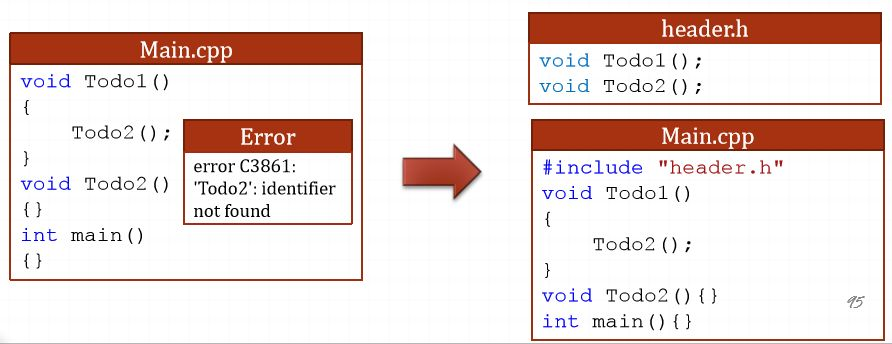 Main.cpp
void Todo1()
{
Todo2();
}
void Todo2()
{}
int main()
{}
Error
error C3861:
'Todo2': identifier
not found
header.h
void Todo1();
void Todo2();
Main.cpp
#include "header.h"
void Todo1()
{
Todo2();
}
void Todo2(){}
int main(){}
95